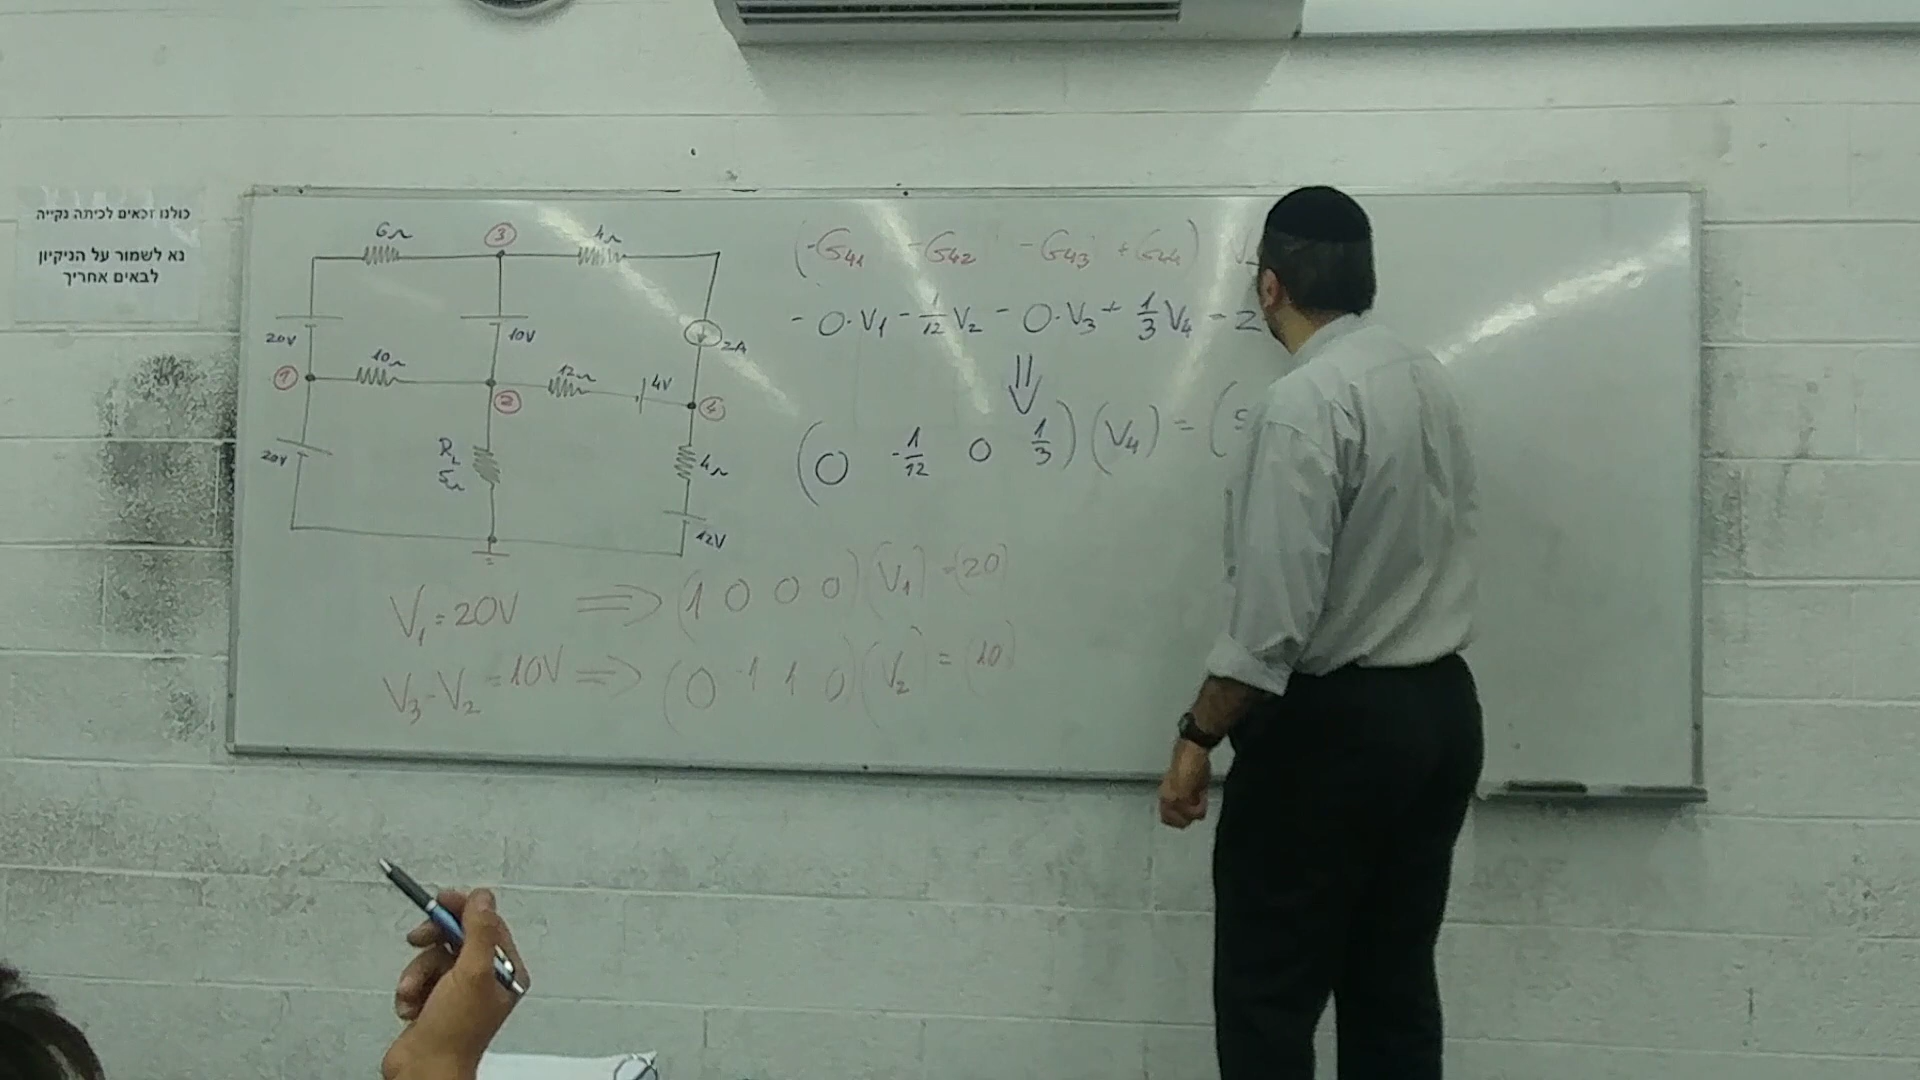 כולנו זכאים לכיתה נקייה
נא לשמור על הניקיון
לבאים אחריך
6Ω ③ 4Ω
20V 10V 2A
① 10Ω ② 12Ω 4V ④
20V R_L 5Ω 4Ω
12V
(-G₄₁ -G₄₂ -G₄₃ +G₄₄)
- 0·V₁ - 1/12 V₂ - 0·V₃ + 1/3 V₄ - 2
⇓
(0 -1/12 0 1/3)(V₄) = (5
V₁=20V ⇒ (1 0 0 0)(V₁)=(20)
V₃-V₂=10V ⇒ (0 -1 1 0)(V₂)=(10)